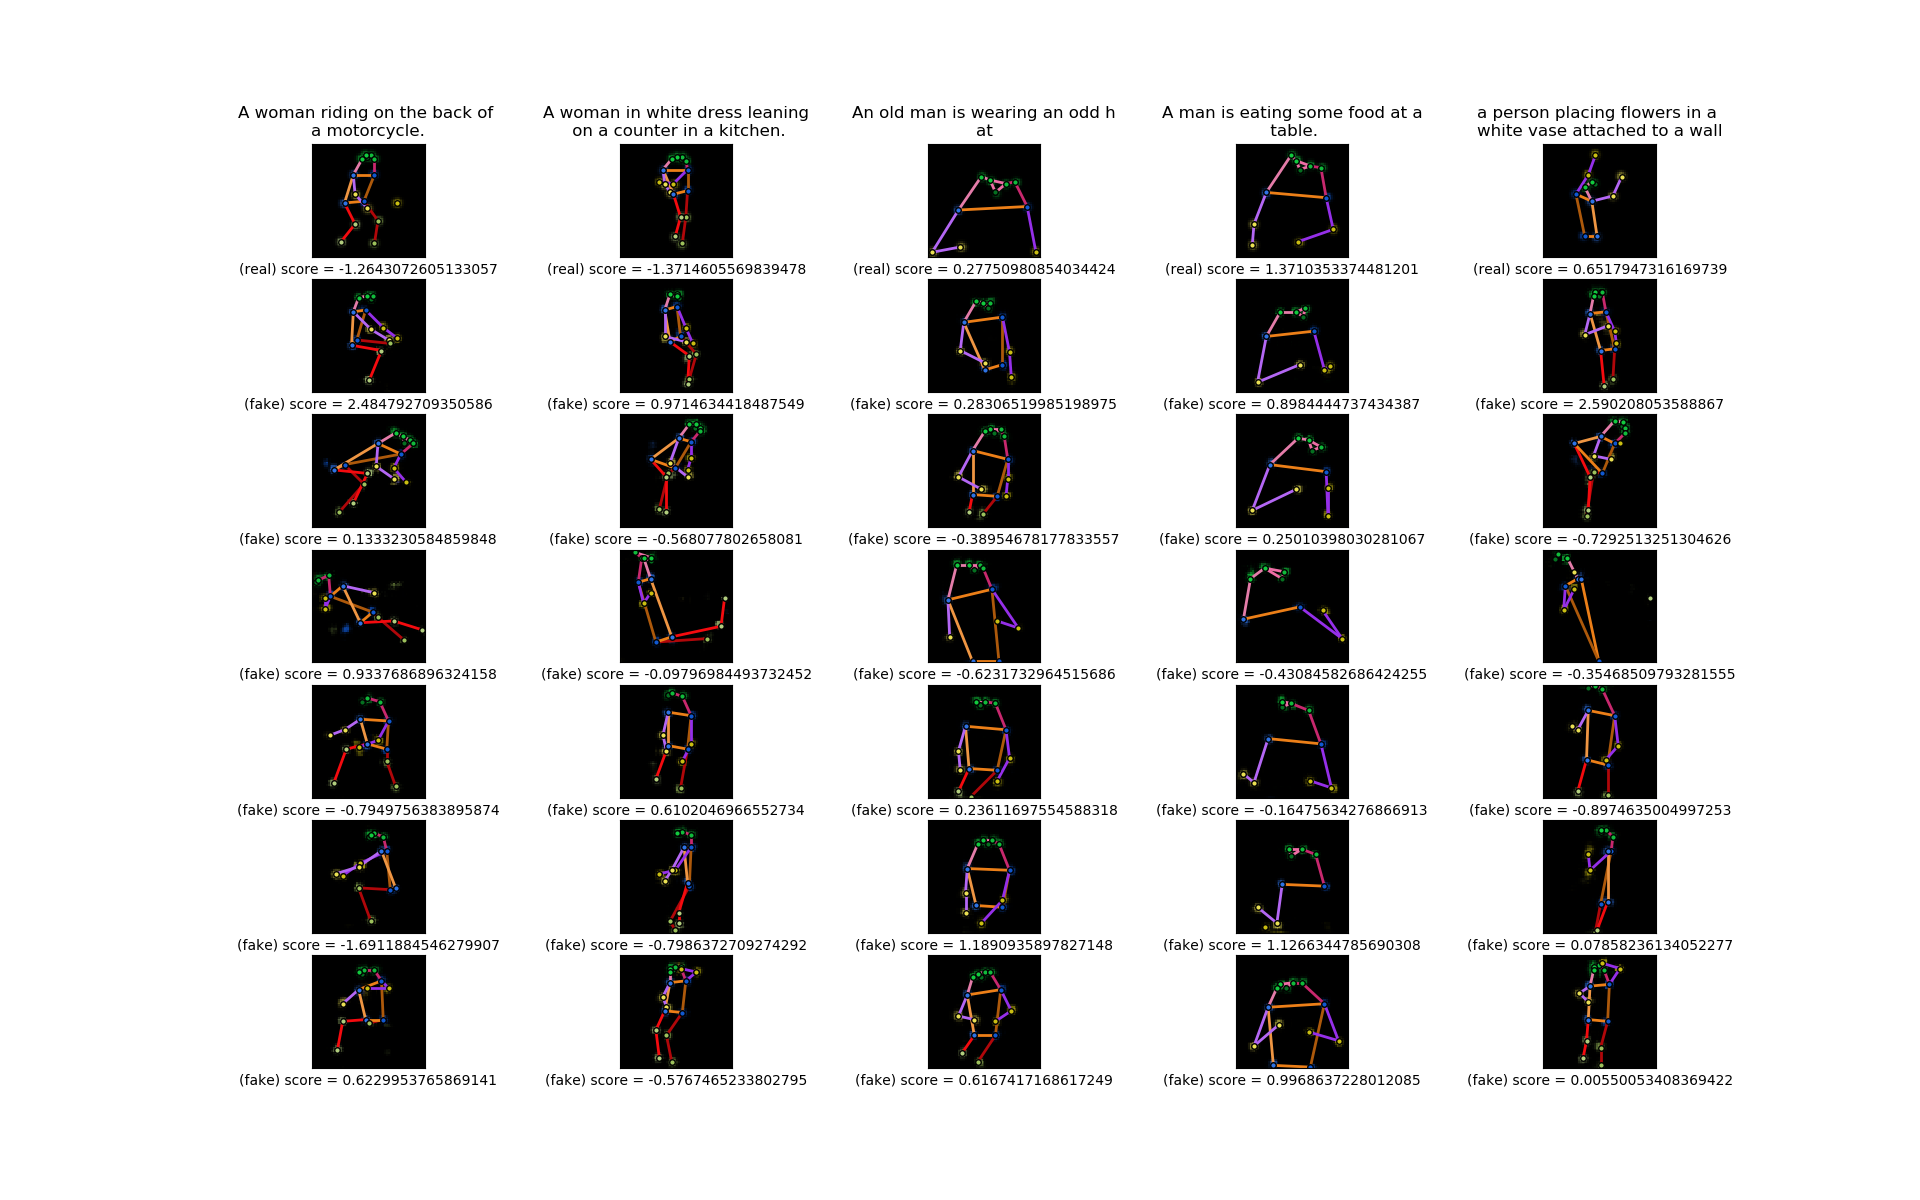 A woman riding on the back of
a motorcycle.
A woman in white dress leaning
on a counter in a kitchen.
An old man is wearing an odd h
at
A man is eating some food at a
table.
a person placing flowers in a
white vase attached to a wall
(real) score = -1.2643072605133057
(real) score = -1.3714605569839478
(real) score = 0.27750980854034424
(real) score = 1.3710353374481201
(real) score = 0.6517947316169739
(fake) score = 2.484792709350586
(fake) score = 0.9714634418487549
(fake) score = 0.28306519985198975
(fake) score = 0.8984444737434387
(fake) score = 2.590208053588867
(fake) score = 0.1333230584859848
(fake) score = -0.568077802658081
(fake) score = -0.38954678177833557
(fake) score = 0.25010398030281067
(fake) score = -0.7292513251304626
(fake) score = 0.9337686896324158
(fake) score = -0.09796984493732452
(fake) score = -0.6231732964515686
(fake) score = -0.43084582686424255
(fake) score = -0.35468509793281555
(fake) score = -0.7949756383895874
(fake) score = 0.6102046966552734
(fake) score = 0.23611697554588318
(fake) score = -0.16475634276866913
(fake) score = -0.8974635004997253
(fake) score = -1.6911884546279907
(fake) score = -0.7986372709274292
(fake) score = 1.1890935897827148
(fake) score = 1.1266344785690308
(fake) score = 0.07858236134052277
(fake) score = 0.6229953765869141
(fake) score = -0.5767465233802795
(fake) score = 0.6167417168617249
(fake) score = 0.9968637228012085
(fake) score = 0.00550053408369422